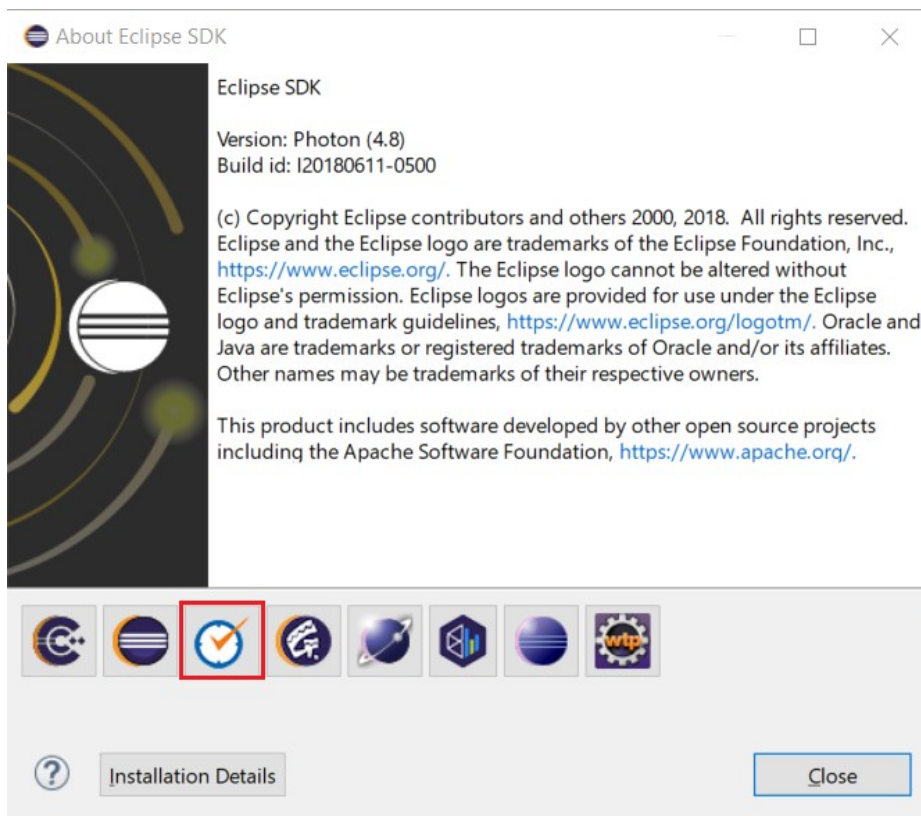 About Eclipse SDK
Eclipse SDK
Version: Photon (4.8)
Build id: I20180611-0500
(c) Copyright Eclipse contributors and others 2000, 2018.  All rights reserved.
Eclipse and the Eclipse logo are trademarks of the Eclipse Foundation, Inc.,
https://www.eclipse.org/. The Eclipse logo cannot be altered without
Eclipse's permission. Eclipse logos are provided for use under the Eclipse
logo and trademark guidelines, https://www.eclipse.org/logotm/. Oracle and
Java are trademarks or registered trademarks of Oracle and/or its affiliates.
Other names may be trademarks of their respective owners.
This product includes software developed by other open source projects
including the Apache Software Foundation, https://www.apache.org/.
wtp
? Installation Details
Close